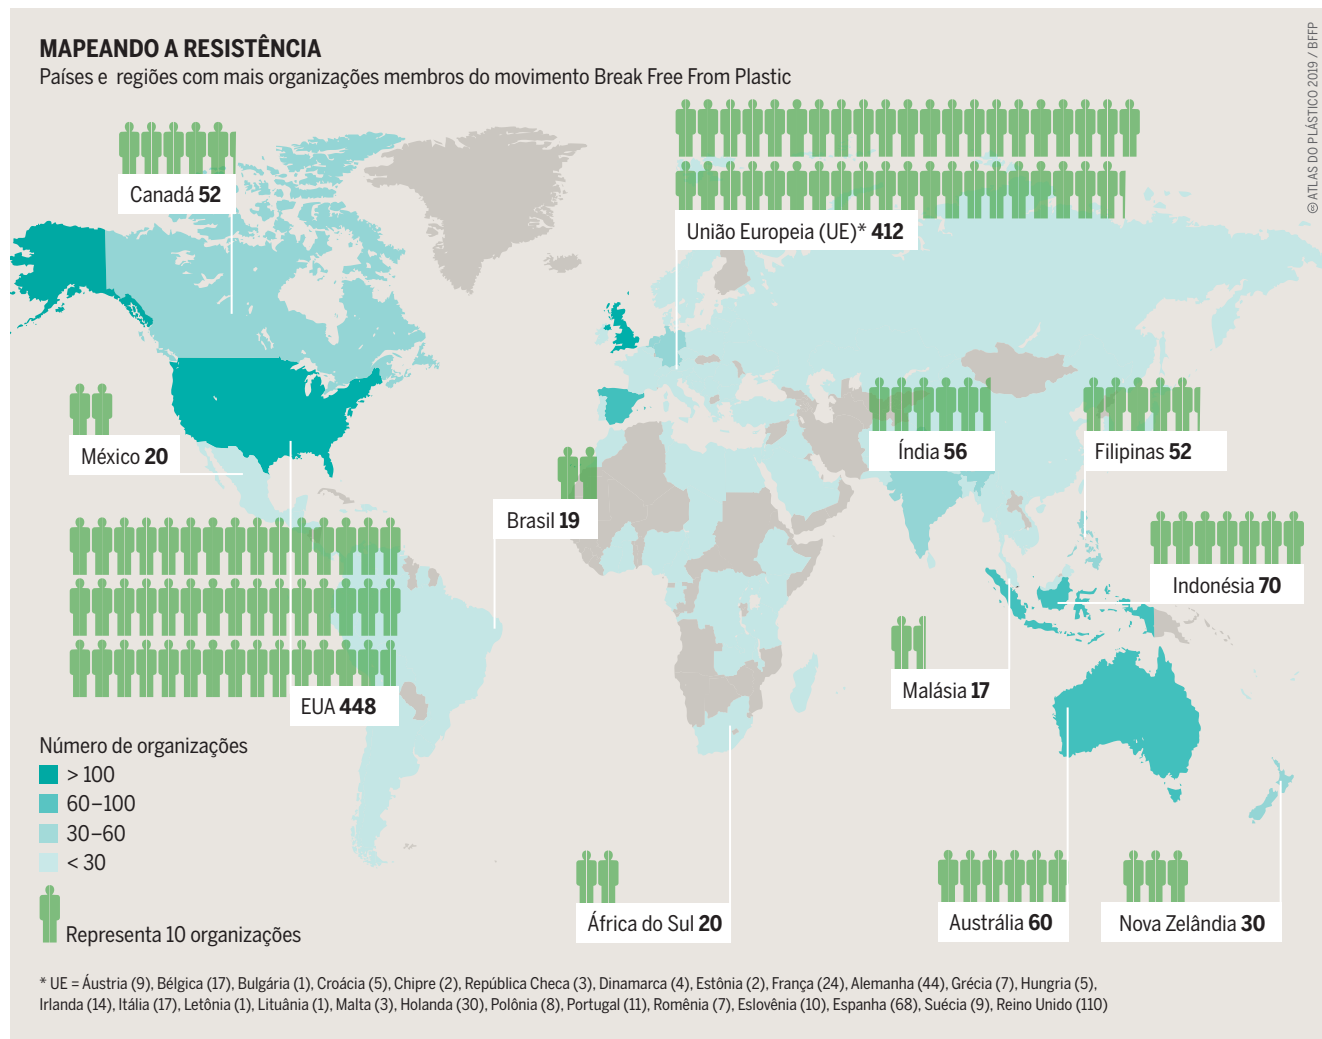 MAPEANDO A RESISTÊNCIA
Países e regiões com mais organizações membros do movimento Break Free From Plastic
Canadá 52
União Europeia (UE)* 412
México 20
Índia 56
Filipinas 52
Brasil 19
Indonésia 70
Malásia 17
EUA 448
Número de organizações
> 100
60–100
30–60
< 30
Representa 10 organizações
África do Sul 20
Austrália 60
Nova Zelândia 30
* UE = Áustria (9), Bélgica (17), Bulgária (1), Croácia (5), Chipre (2), República Checa (3), Dinamarca (4), Estônia (2), França (24), Alemanha (44), Grécia (7), Hungria (5),
Irlanda (14), Itália (17), Letônia (1), Lituânia (1), Malta (3), Holanda (30), Polônia (8), Portugal (11), Romênia (7), Eslovênia (10), Espanha (68), Suécia (9), Reino Unido (110)
ATLAS DO PLÁSTICO 2019 / BFFP